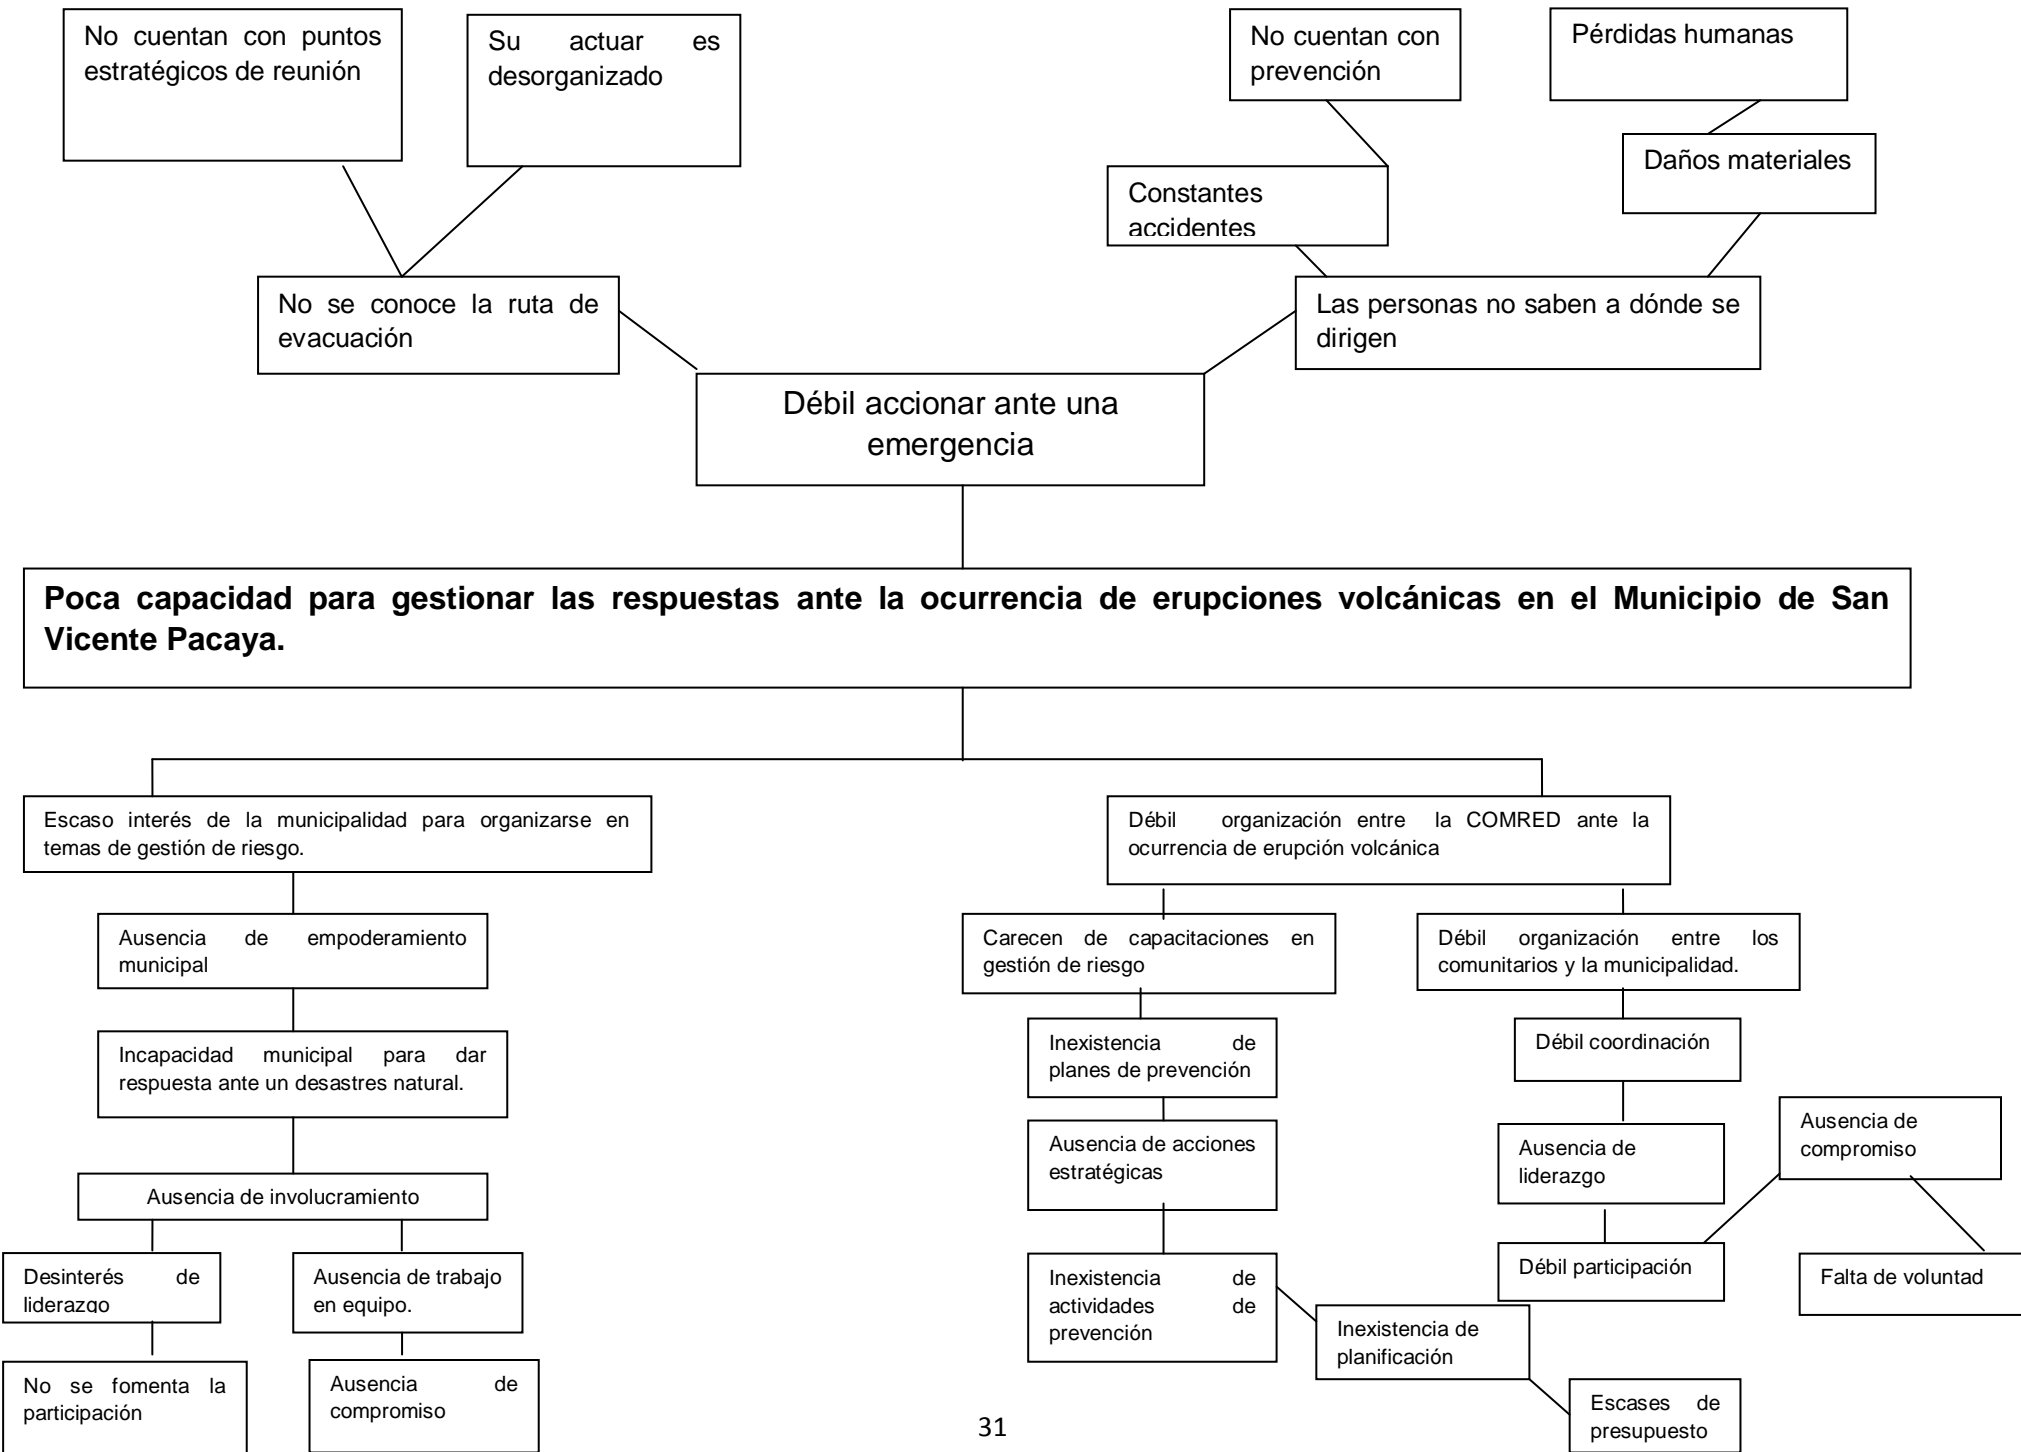 No cuentan con puntos
estratégicos de reunión
Su actuar es
desorganizado
No cuentan con
prevención
Pérdidas humanas
Daños materiales
Constantes
accidentes
No se conoce la ruta de
evacuación
Las personas no saben a dónde se
dirigen
Débil accionar ante una
emergencia
Poca capacidad para gestionar las respuestas ante la ocurrencia de erupciones volcánicas en el Municipio de San
Vicente Pacaya.
Escaso interés de la municipalidad para organizarse en
temas de gestión de riesgo.
Débil organización entre la COMRED ante la
ocurrencia de erupción volcánica
Ausencia de empoderamiento
municipal
Carecen de capacitaciones en
gestión de riesgo
Débil organización entre los
comunitarios y la municipalidad.
Incapacidad municipal para dar
respuesta ante un desastres natural.
Inexistencia de
planes de prevención
Débil coordinación
Ausencia de acciones
estratégicas
Ausencia de
liderazgo
Ausencia de
compromiso
Ausencia de involucramiento
Desinterés de
liderazgo
Ausencia de trabajo
en equipo.
Inexistencia de
actividades de
prevención
Débil participación
Falta de voluntad
Inexistencia de
planificación
No se fomenta la
participación
Ausencia de
compromiso
Escases de
presupuesto
31